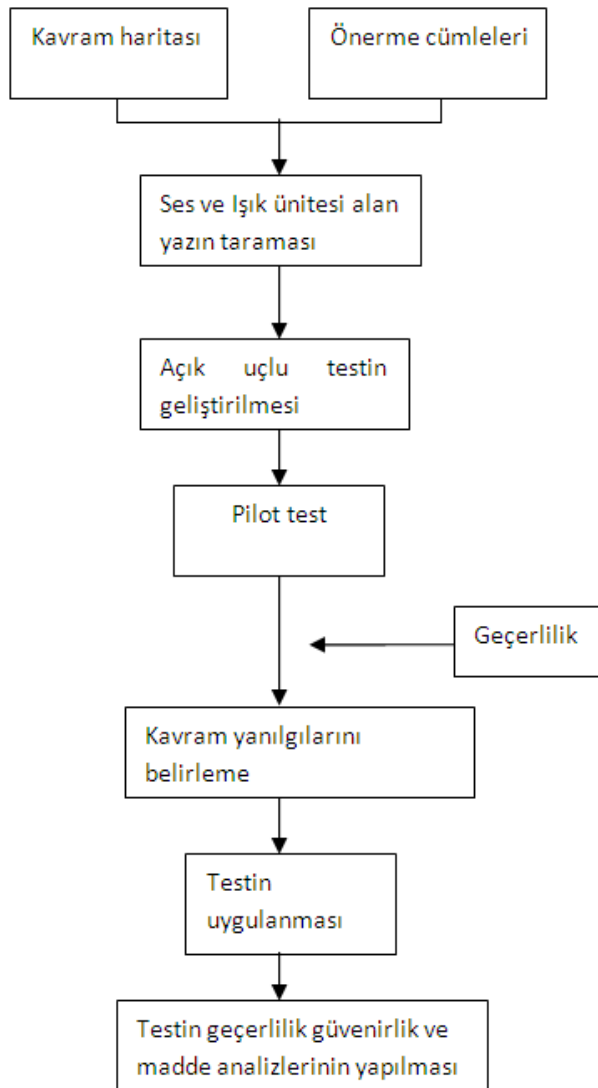 Kavram haritası
Önerme cümleleri
Ses ve Işık ünitesi alan
yazın taraması
Açık uçlu testin
geliştirilmesi
Pilot test
Geçerlilik
Kavram yanılgılarını
belirleme
Testin
uygulanması
Testin geçerlilik güvenirlik ve
madde analizlerinin yapılması